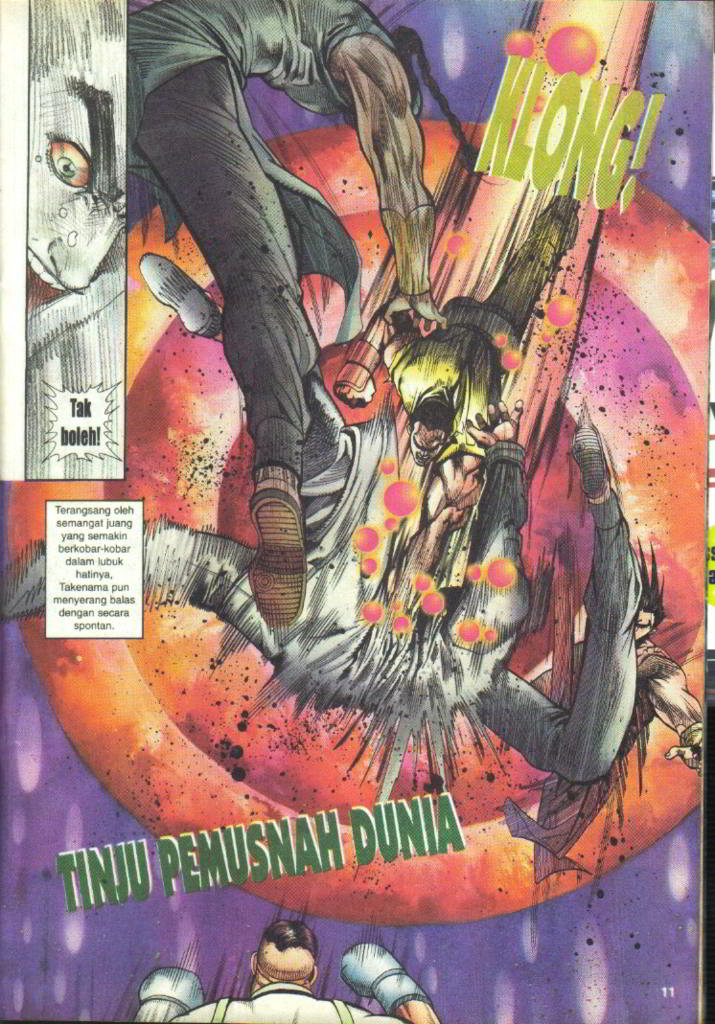 KLONG!
Tak
boleh!
Terangsang oleh
semangat juang
yang semakin
berkobar-kobar
dalam lubuk
hatinya,
Takenama pun
menyerang balas
dengan secara
spontan.
TINJU PEMUSNAH DUNIA
11